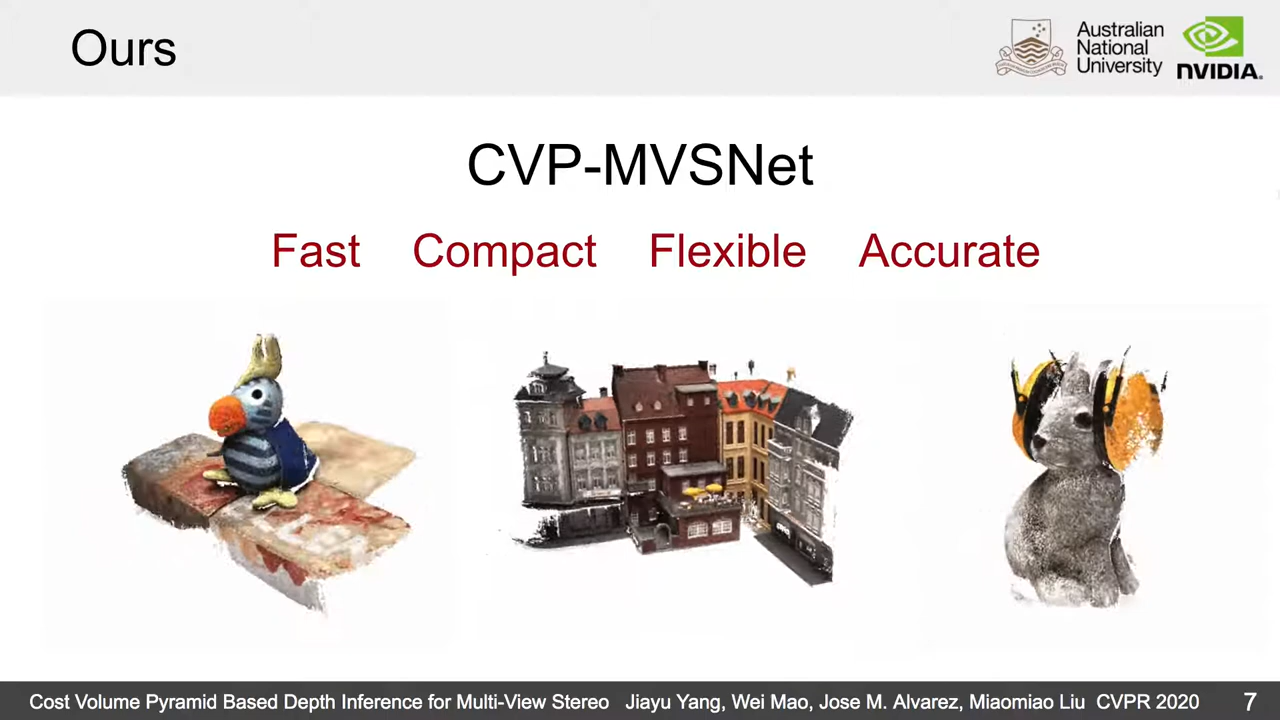 Ours
Australian
National
University
NVIDIA.
CVP-MVSNet
Fast Compact Flexible Accurate
Cost Volume Pyramid Based Depth Inference for Multi-View Stereo Jiayu Yang, Wei Mao, Jose M. Alvarez, Miaomiao Liu CVPR 2020 7